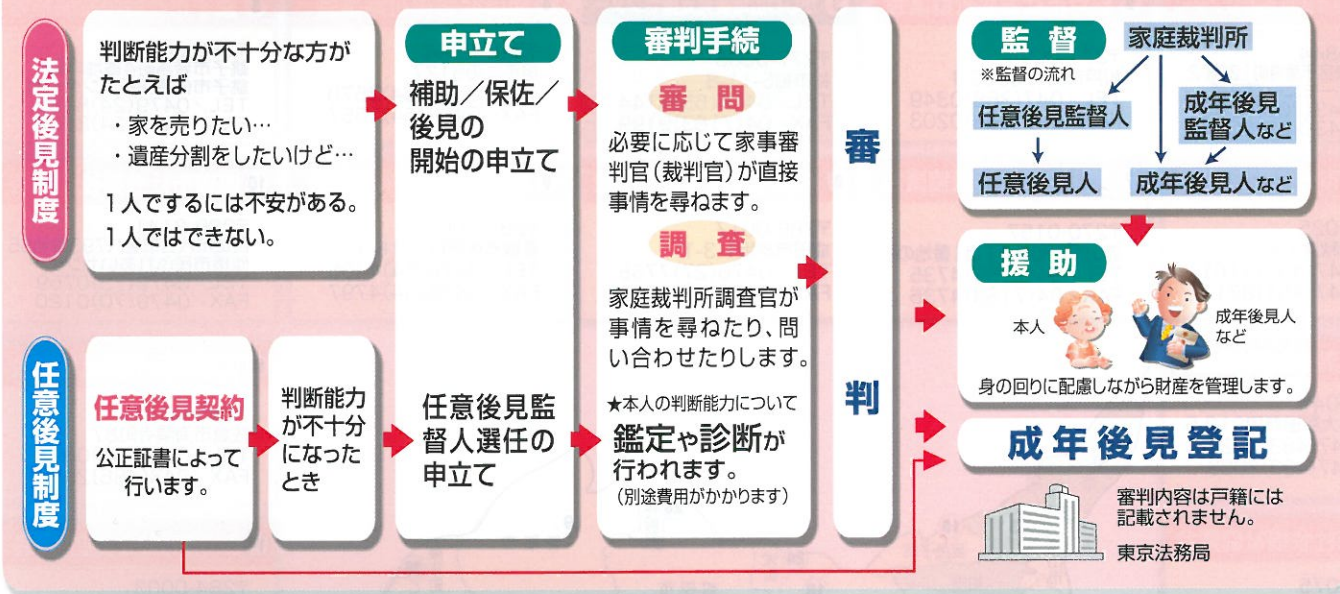 法定後見制度
判断能力が不十分な方が
たとえば
・家を売りたい…
・遺産分割をしたいけど…
1人でするには不安がある。
1人ではできない。
申立て
補助/保佐/
後見の
開始の申立て
審判手続
審問
必要に応じて家事審
判官(裁判官)が直接
事情を尋ねます。
調査
家庭裁判所調査官が
事情を尋ねたり、問
い合わせたりします。
任意後見制度
任意後見契約
公正証書によって
行います。
判断能力
が不十分
になった
とき
任意後見監
督人選任の
申立て
★本人の判断能力について
鑑定や診断が
行われます。
(別途費用がかかります)
審判
監督
※監督の流れ
家庭裁判所
任意後見監督人
成年後見
監督人など
任意後見人
成年後見人など
援助
本人
成年後見人
など
身の回りに配慮しながら財産を管理します。
成年後見登記
審判内容は戸籍には
記載されません。
東京法務局